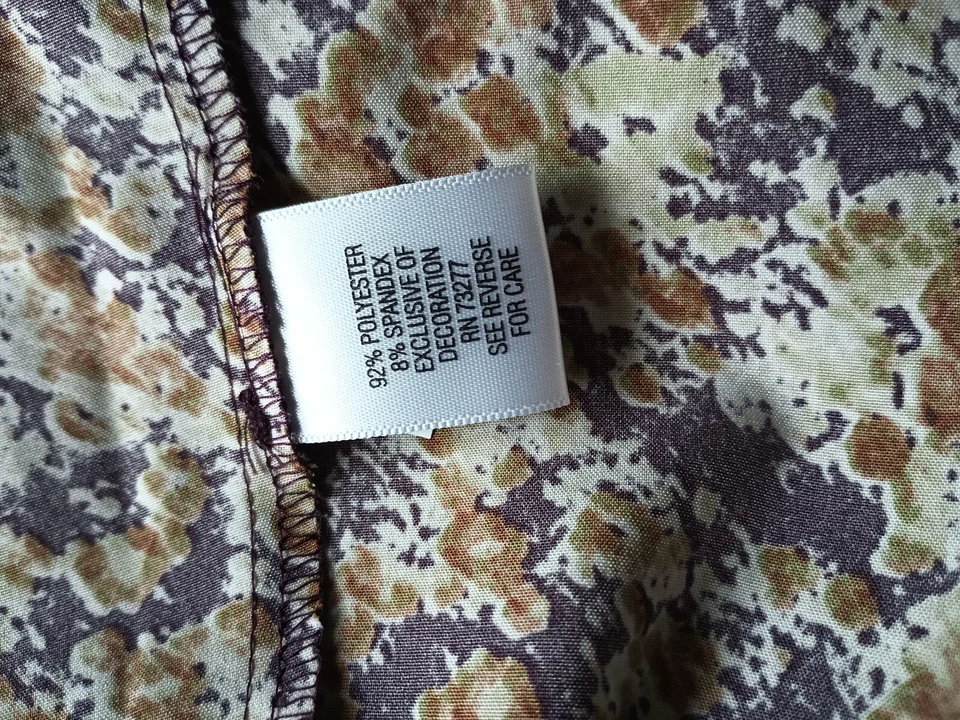 92% POLYESTER
8% SPANDEX
EXCLUSIVE OF
DECORATION
RN 73277
SEE REVERSE
FOR CARE